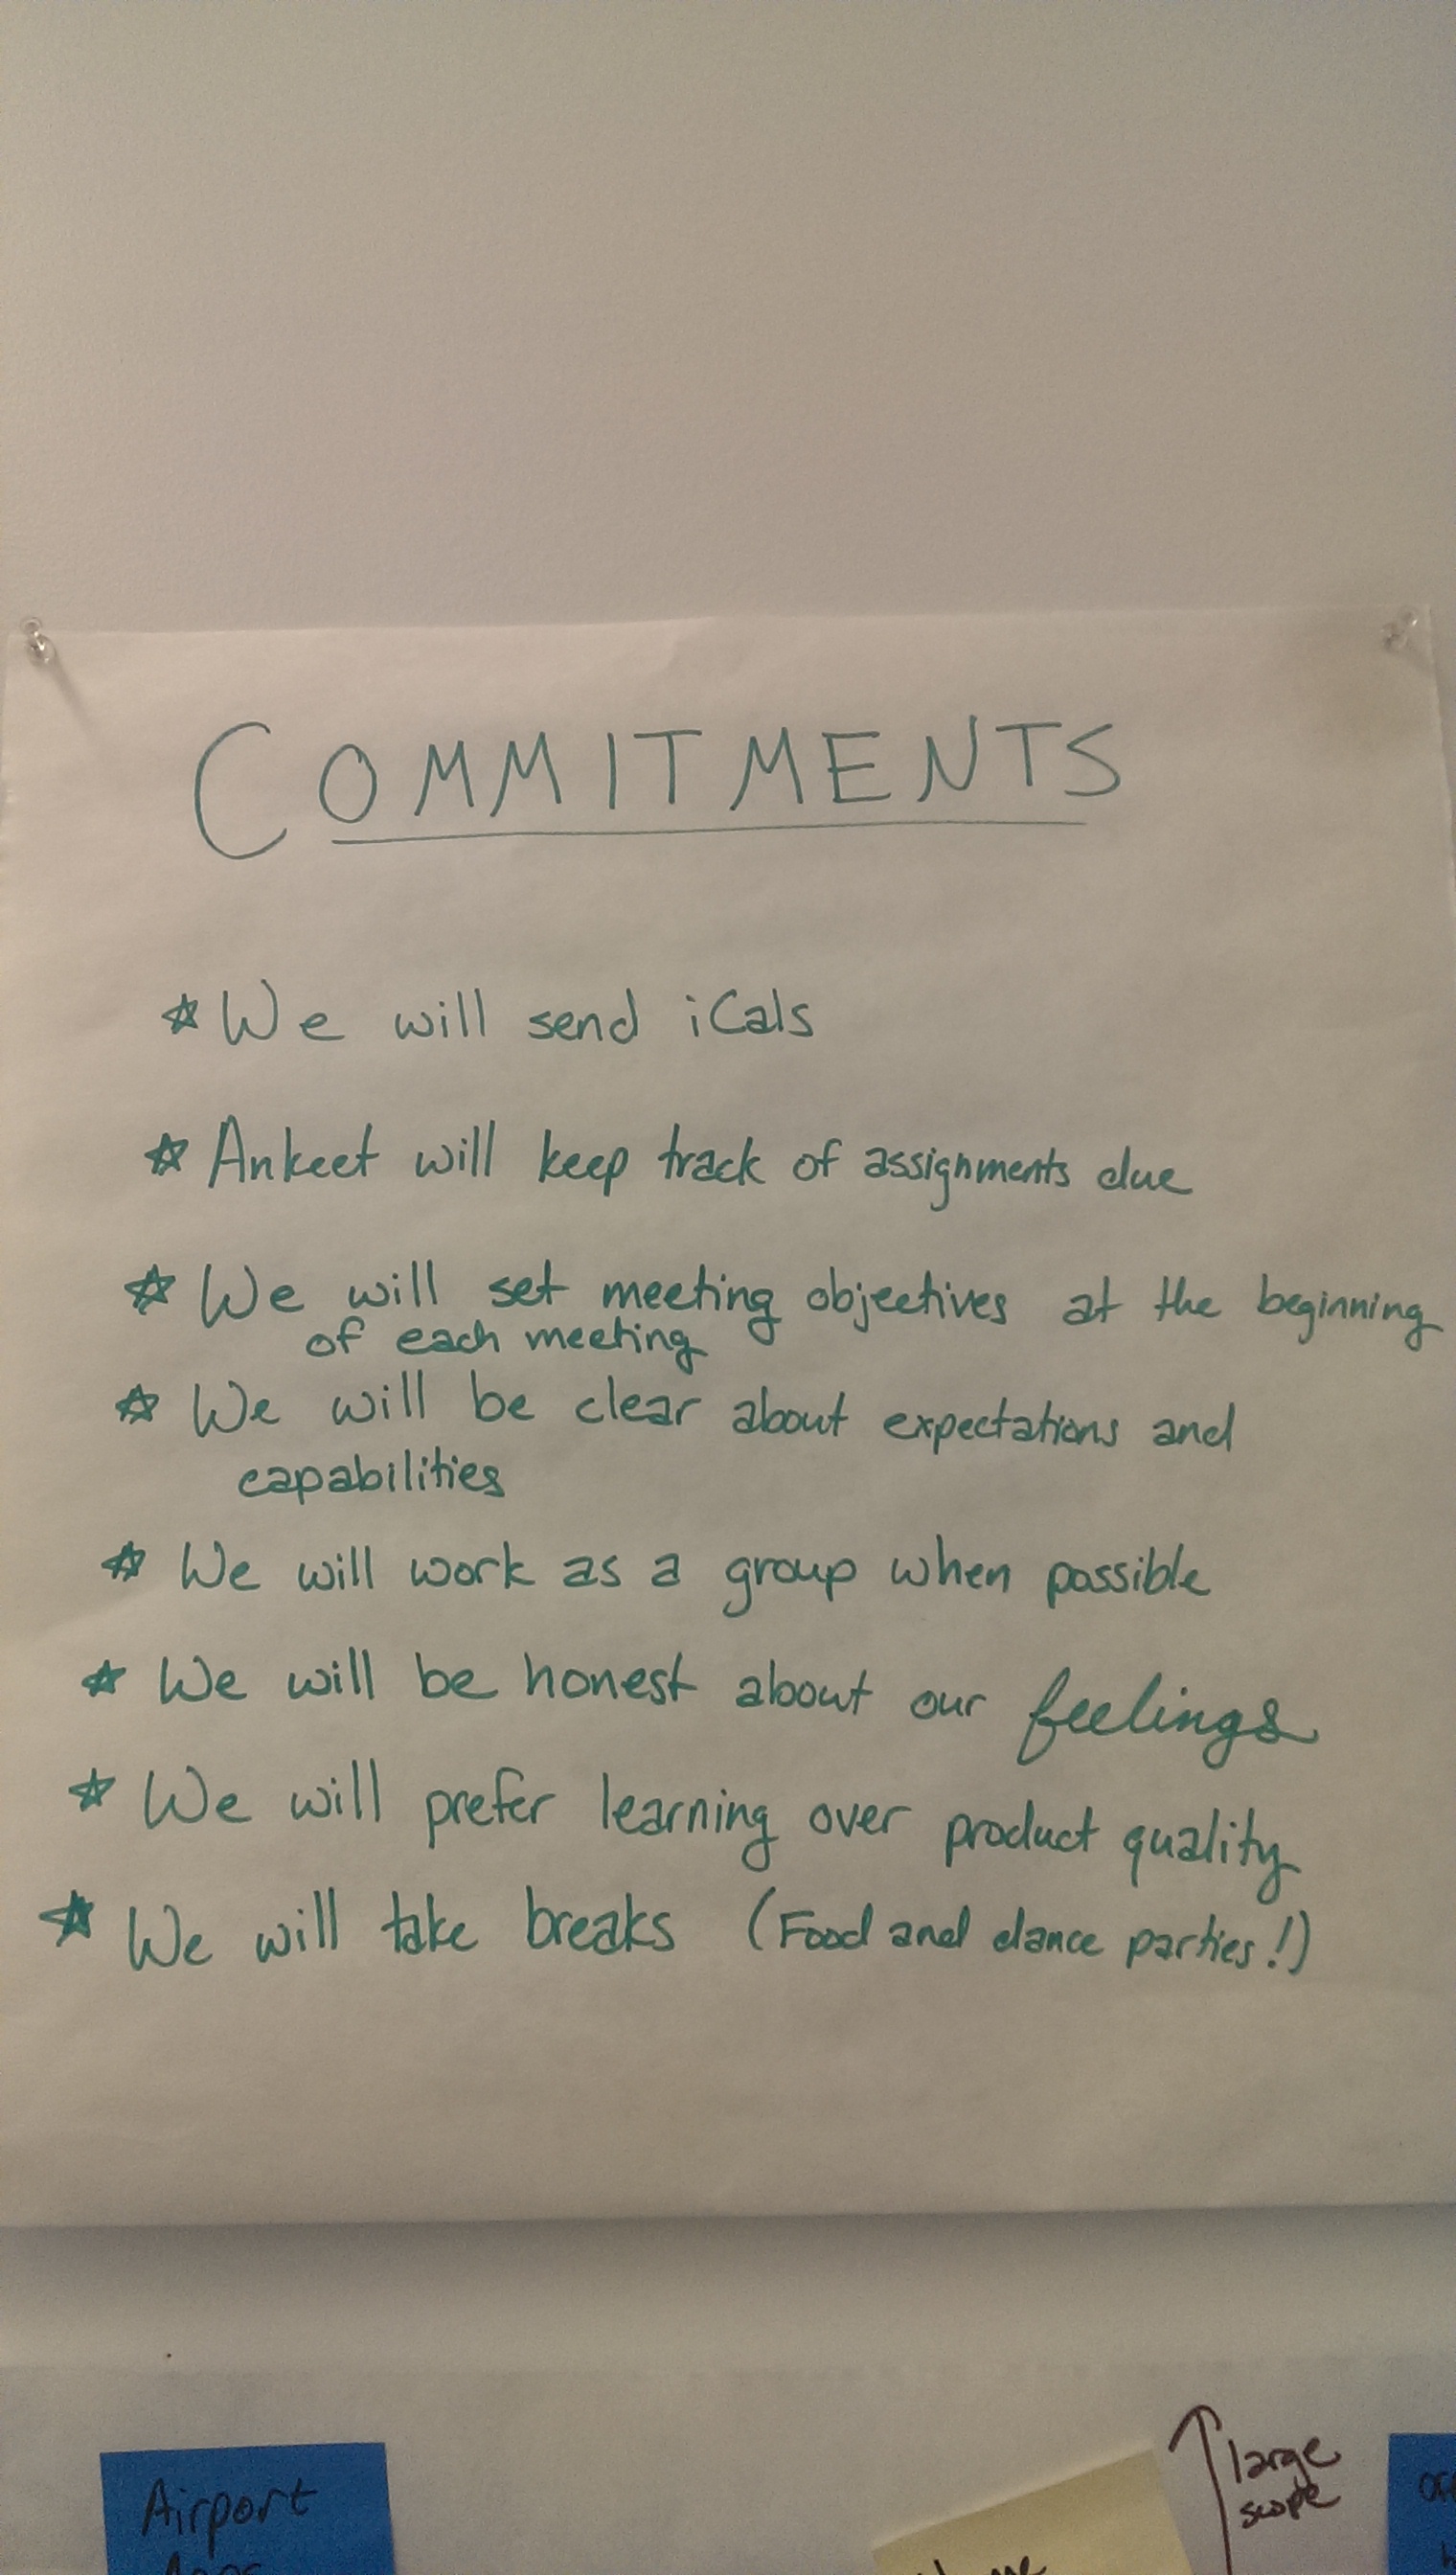 COMMITMENTS
☆ We will send iCals
☆ Ankeet will keep track of assignments due
☆ We will set meeting objectives at the beginning
of each meeting
☆ We will be clear about expectations and
capabilities
☆ We will work as a group when possible
☆ We will be honest about our feelings
☆ We will prefer learning over product quality
☆ We will take breaks (Food and dance parties!)
large
scope
Airport